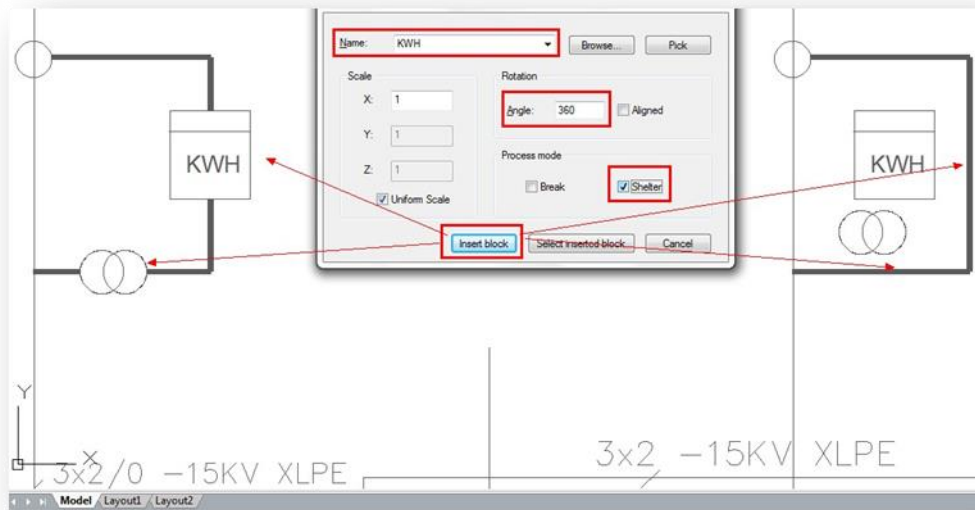 Name: KWH Browse... Pick
Scale
X: 1
Y: 1
Z: 1
Uniform Scale
Rotation
Angle: 360 Aligned
Process mode
Break Shelter
Insert block Select inserted block Cancel
KWH
KWH
Y
X
3x2/0 -15KV XLPE
3x2 -15KV XLPE
Model Layout1 Layout2